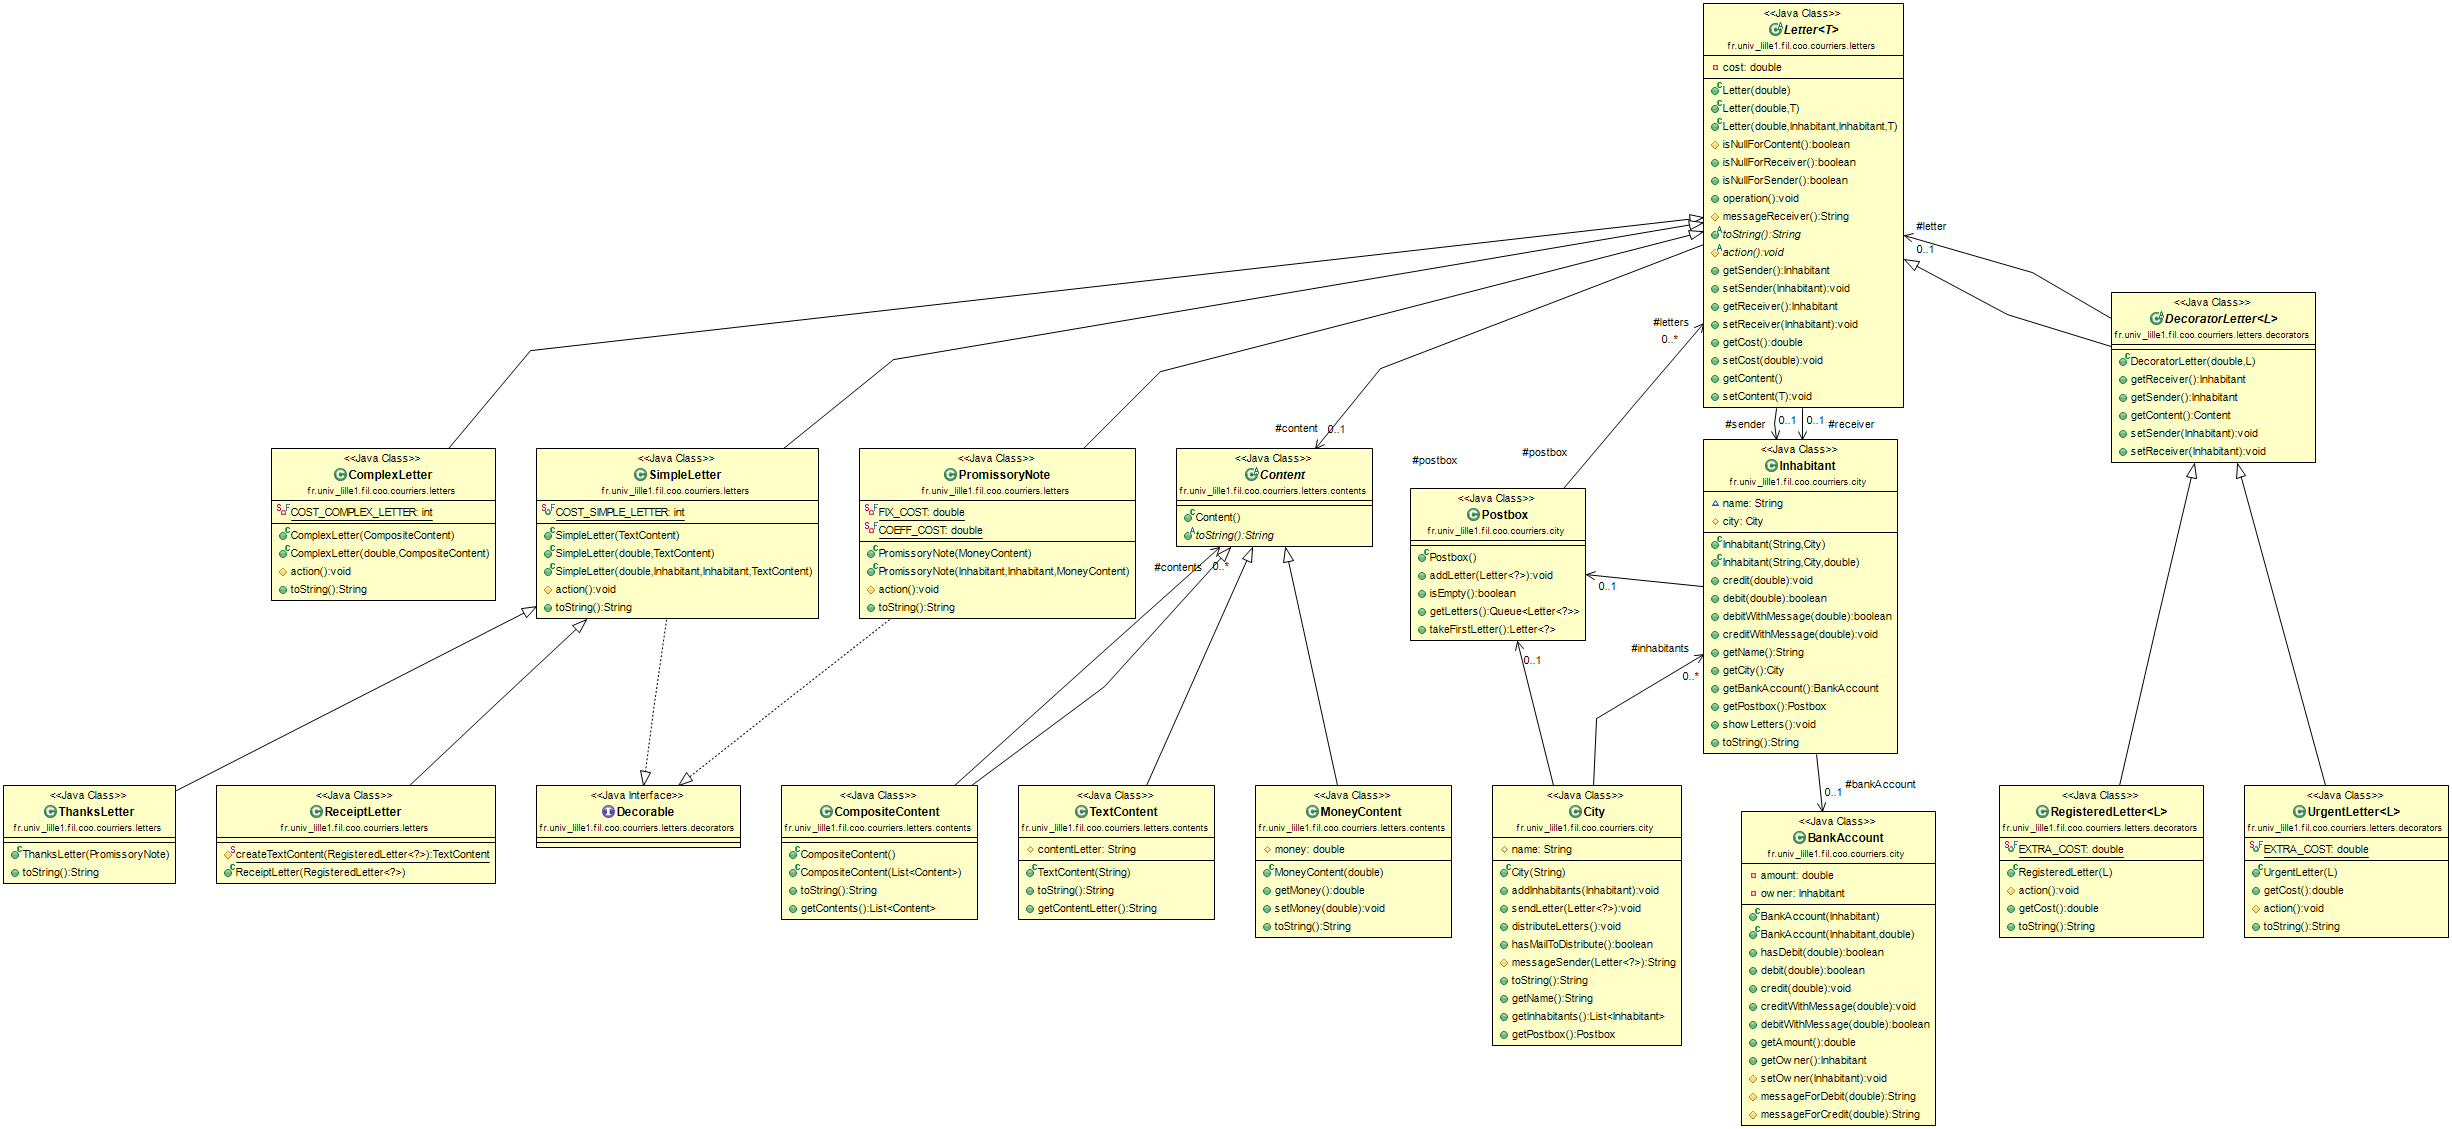 <<Java Class>>
Letter<T>
fr.univ_lille1.fil.coo.courriers.letters
cost: double
Letter(double)
Letter(double,T)
Letter(double,Inhabitant,Inhabitant,T)
isNullForContent():boolean
isNullForReceiver():boolean
isNullForSender():boolean
operation():void
messageReceiver():String
toString():String
action():void
getSender():Inhabitant
setSender(Inhabitant):void
getReceiver():Inhabitant
setReceiver(Inhabitant):void
getCost():double
setCost(double):void
getContent()
setContent(T):void
#letter
0..1
#letters
0..*
<<Java Class>>
DecoratorLetter<L>
fr.univ_lille1.fil.coo.courriers.letters.decorators
DecoratorLetter(double,L)
getReceiver():Inhabitant
getSender():Inhabitant
getContent():Content
setSender(Inhabitant):void
setReceiver(Inhabitant):void
#sender
0..1
0..1
#receiver
#content
0..1
#postbox
#postbox
<<Java Class>>
ComplexLetter
fr.univ_lille1.fil.coo.courriers.letters
COST_COMPLEX_LETTER: int
ComplexLetter(CompositeContent)
ComplexLetter(double,CompositeContent)
action():void
toString():String
<<Java Class>>
SimpleLetter
fr.univ_lille1.fil.coo.courriers.letters
COST_SIMPLE_LETTER: int
SimpleLetter(TextContent)
SimpleLetter(double,TextContent)
SimpleLetter(double,Inhabitant,Inhabitant,TextContent)
action():void
toString():String
<<Java Class>>
PromissoryNote
fr.univ_lille1.fil.coo.courriers.letters
FIX_COST: double
COEFF_COST: double
PromissoryNote(MoneyContent)
PromissoryNote(Inhabitant,Inhabitant,MoneyContent)
action():void
toString():String
<<Java Class>>
Content
fr.univ_lille1.fil.coo.courriers.letters.contents
Content()
toString():String
#contents
0..*
<<Java Class>>
Postbox
fr.univ_lille1.fil.coo.courriers.city
Postbox()
addLetter(Letter<?>):void
isEmpty():boolean
getLetters():Queue<Letter<?>>
takeFirstLetter():Letter<?>
0..1
0..1
#inhabitants
0..*
<<Java Class>>
Inhabitant
fr.univ_lille1.fil.coo.courriers.city
name: String
city: City
Inhabitant(String,City)
Inhabitant(String,City,double)
credit(double):void
debit(double):boolean
debitWithMessage(double):boolean
creditWithMessage(double):void
getName():String
getCity():City
getBankAccount():BankAccount
getPostbox():Postbox
showLetters():void
toString():String
#bankAccount
0..1
<<Java Class>>
ThanksLetter
fr.univ_lille1.fil.coo.courriers.letters
ThanksLetter(PromissoryNote)
toString():String
<<Java Class>>
ReceiptLetter
fr.univ_lille1.fil.coo.courriers.letters
createTextContent(RegisteredLetter<?>):TextContent
ReceiptLetter(RegisteredLetter<?>)
<<Java Interface>>
Decorable
fr.univ_lille1.fil.coo.courriers.letters.decorators
<<Java Class>>
CompositeContent
fr.univ_lille1.fil.coo.courriers.letters.contents
CompositeContent()
CompositeContent(List<Content>)
toString():String
getContents():List<Content>
<<Java Class>>
TextContent
fr.univ_lille1.fil.coo.courriers.letters.contents
contentLetter: String
TextContent(String)
toString():String
getContentLetter():String
<<Java Class>>
MoneyContent
fr.univ_lille1.fil.coo.courriers.letters.contents
money: double
MoneyContent(double)
getMoney():double
setMoney(double):void
toString():String
<<Java Class>>
City
fr.univ_lille1.fil.coo.courriers.city
name: String
City(String)
addInhabitants(Inhabitant):void
sendLetter(Letter<?>):void
distributeLetters():void
hasMailToDistribute():boolean
messageSender(Letter<?>):String
toString():String
getName():String
getInhabitants():List<Inhabitant>
getPostbox():Postbox
<<Java Class>>
BankAccount
fr.univ_lille1.fil.coo.courriers.city
amount: double
owner: Inhabitant
BankAccount(Inhabitant)
BankAccount(Inhabitant,double)
hasDebit(double):boolean
debit(double):boolean
credit(double):void
creditWithMessage(double):void
debitWithMessage(double):boolean
getAmount():double
getOwner():Inhabitant
setOwner(Inhabitant):void
messageForDebit(double):String
messageForCredit(double):String
<<Java Class>>
RegisteredLetter<L>
fr.univ_lille1.fil.coo.courriers.letters.decorators
EXTRA_COST: double
RegisteredLetter(L)
action():void
getCost():double
toString():String
<<Java Class>>
UrgentLetter<L>
fr.univ_lille1.fil.coo.courriers.letters.decorators
EXTRA_COST: double
UrgentLetter(L)
getCost():double
action():void
toString():String